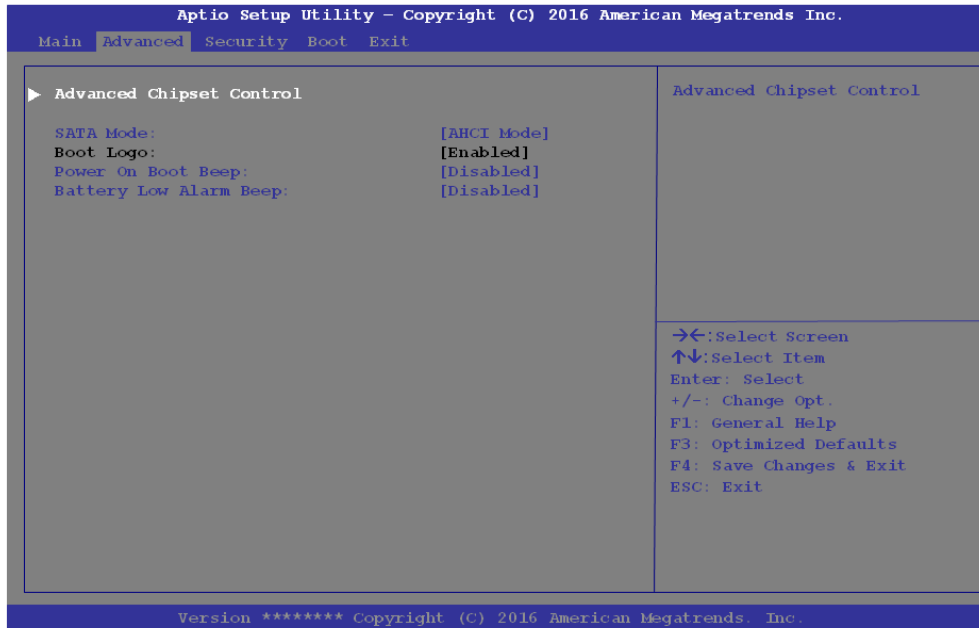 Aptio Setup Utility – Copyright (C) 2016 American Megatrends Inc.
Main Advanced Security Boot Exit
▶ Advanced Chipset Control
SATA Mode: [AHCI Mode]
Boot Logo: [Enabled]
Power On Boot Beep: [Disabled]
Battery Low Alarm Beep: [Disabled]
Advanced Chipset Control
→←:Select Screen
↑↓:Select Item
Enter: Select
+/-: Change Opt.
F1: General Help
F3: Optimized Defaults
F4: Save Changes & Exit
ESC: Exit
Version ******** Copyright (C) 2016 American Megatrends. Inc.